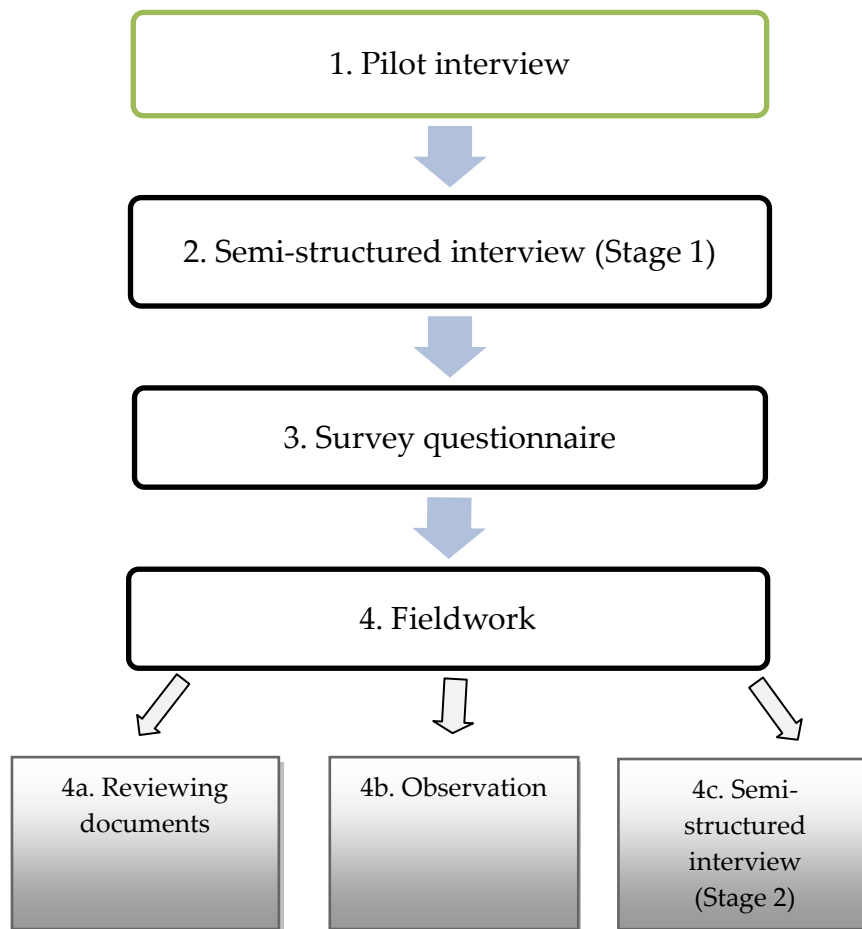 1. Pilot interview
2. Semi-structured interview (Stage 1)
3. Survey questionnaire
4. Fieldwork
4a. Reviewing
documents
4b. Observation
4c. Semi-
structured
interview
(Stage 2)